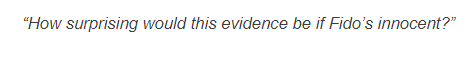 “How surprising would this evidence be if Fido’s innocent?”